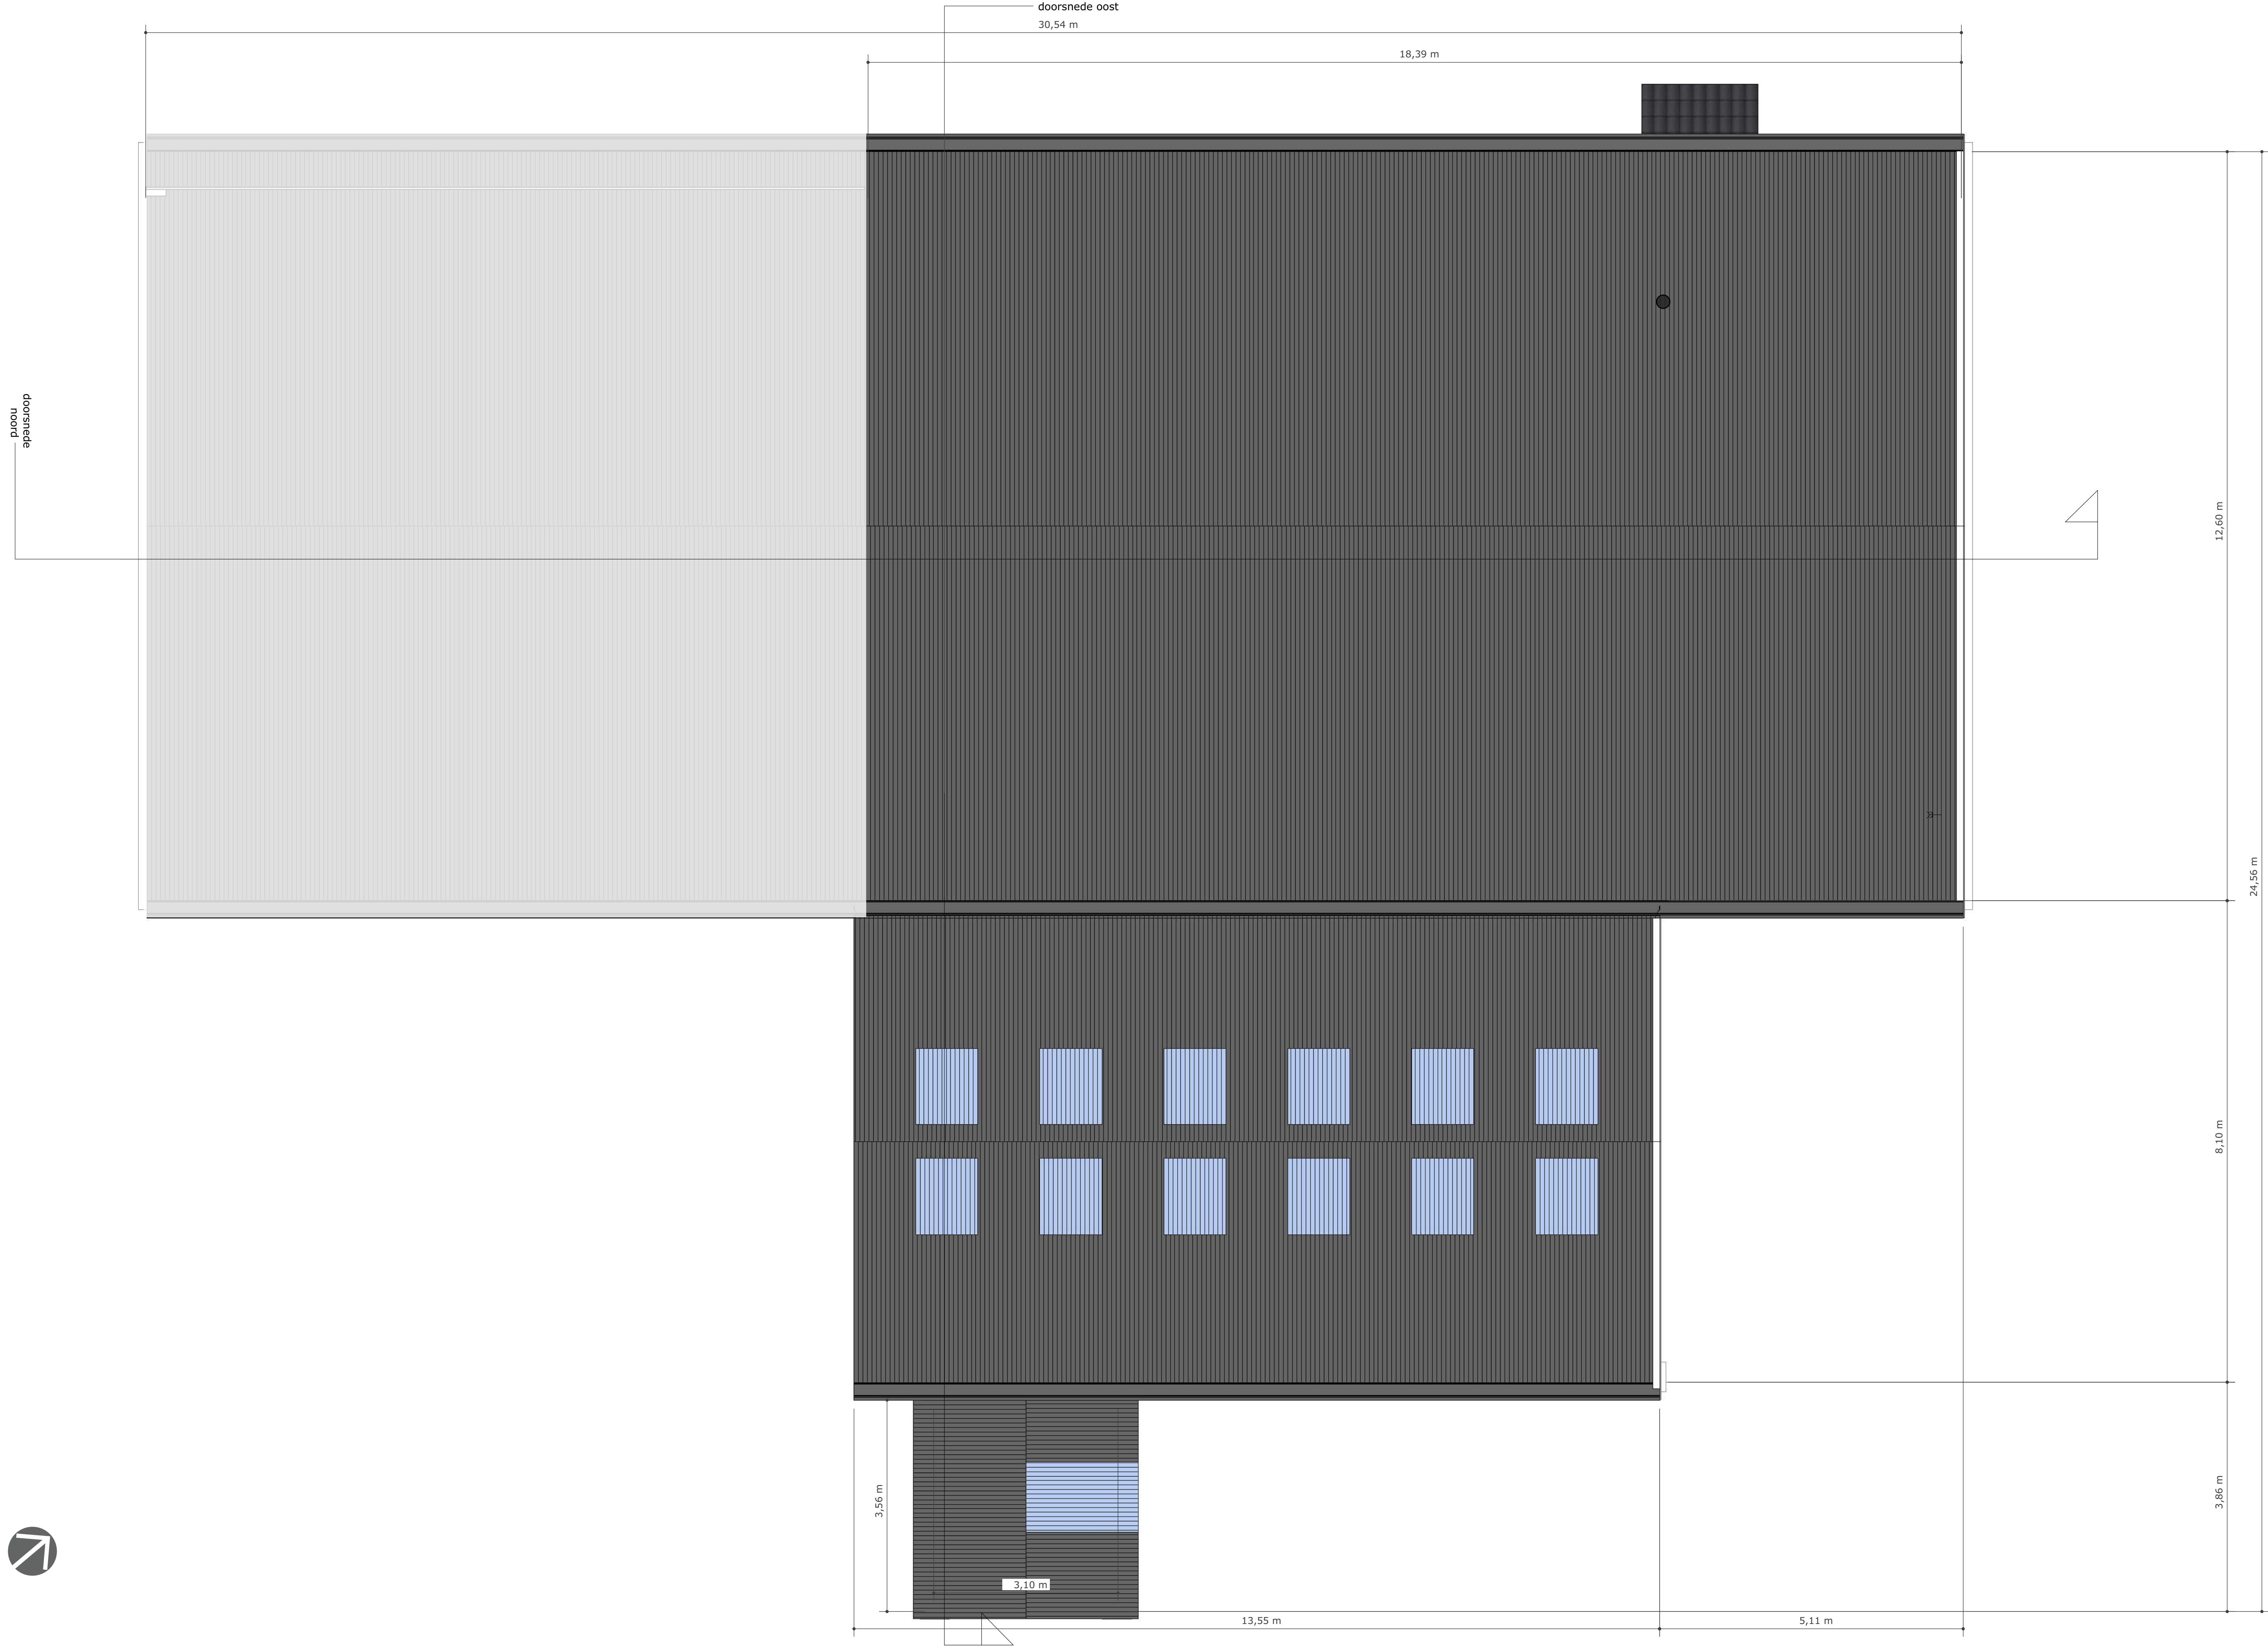 doorsnede oost
30,54 m
18,39 m
doorsnede
noord
12,60 m
24,56 m
8,10 m
3,56 m
3,86 m
3,10 m
13,55 m
5,11 m